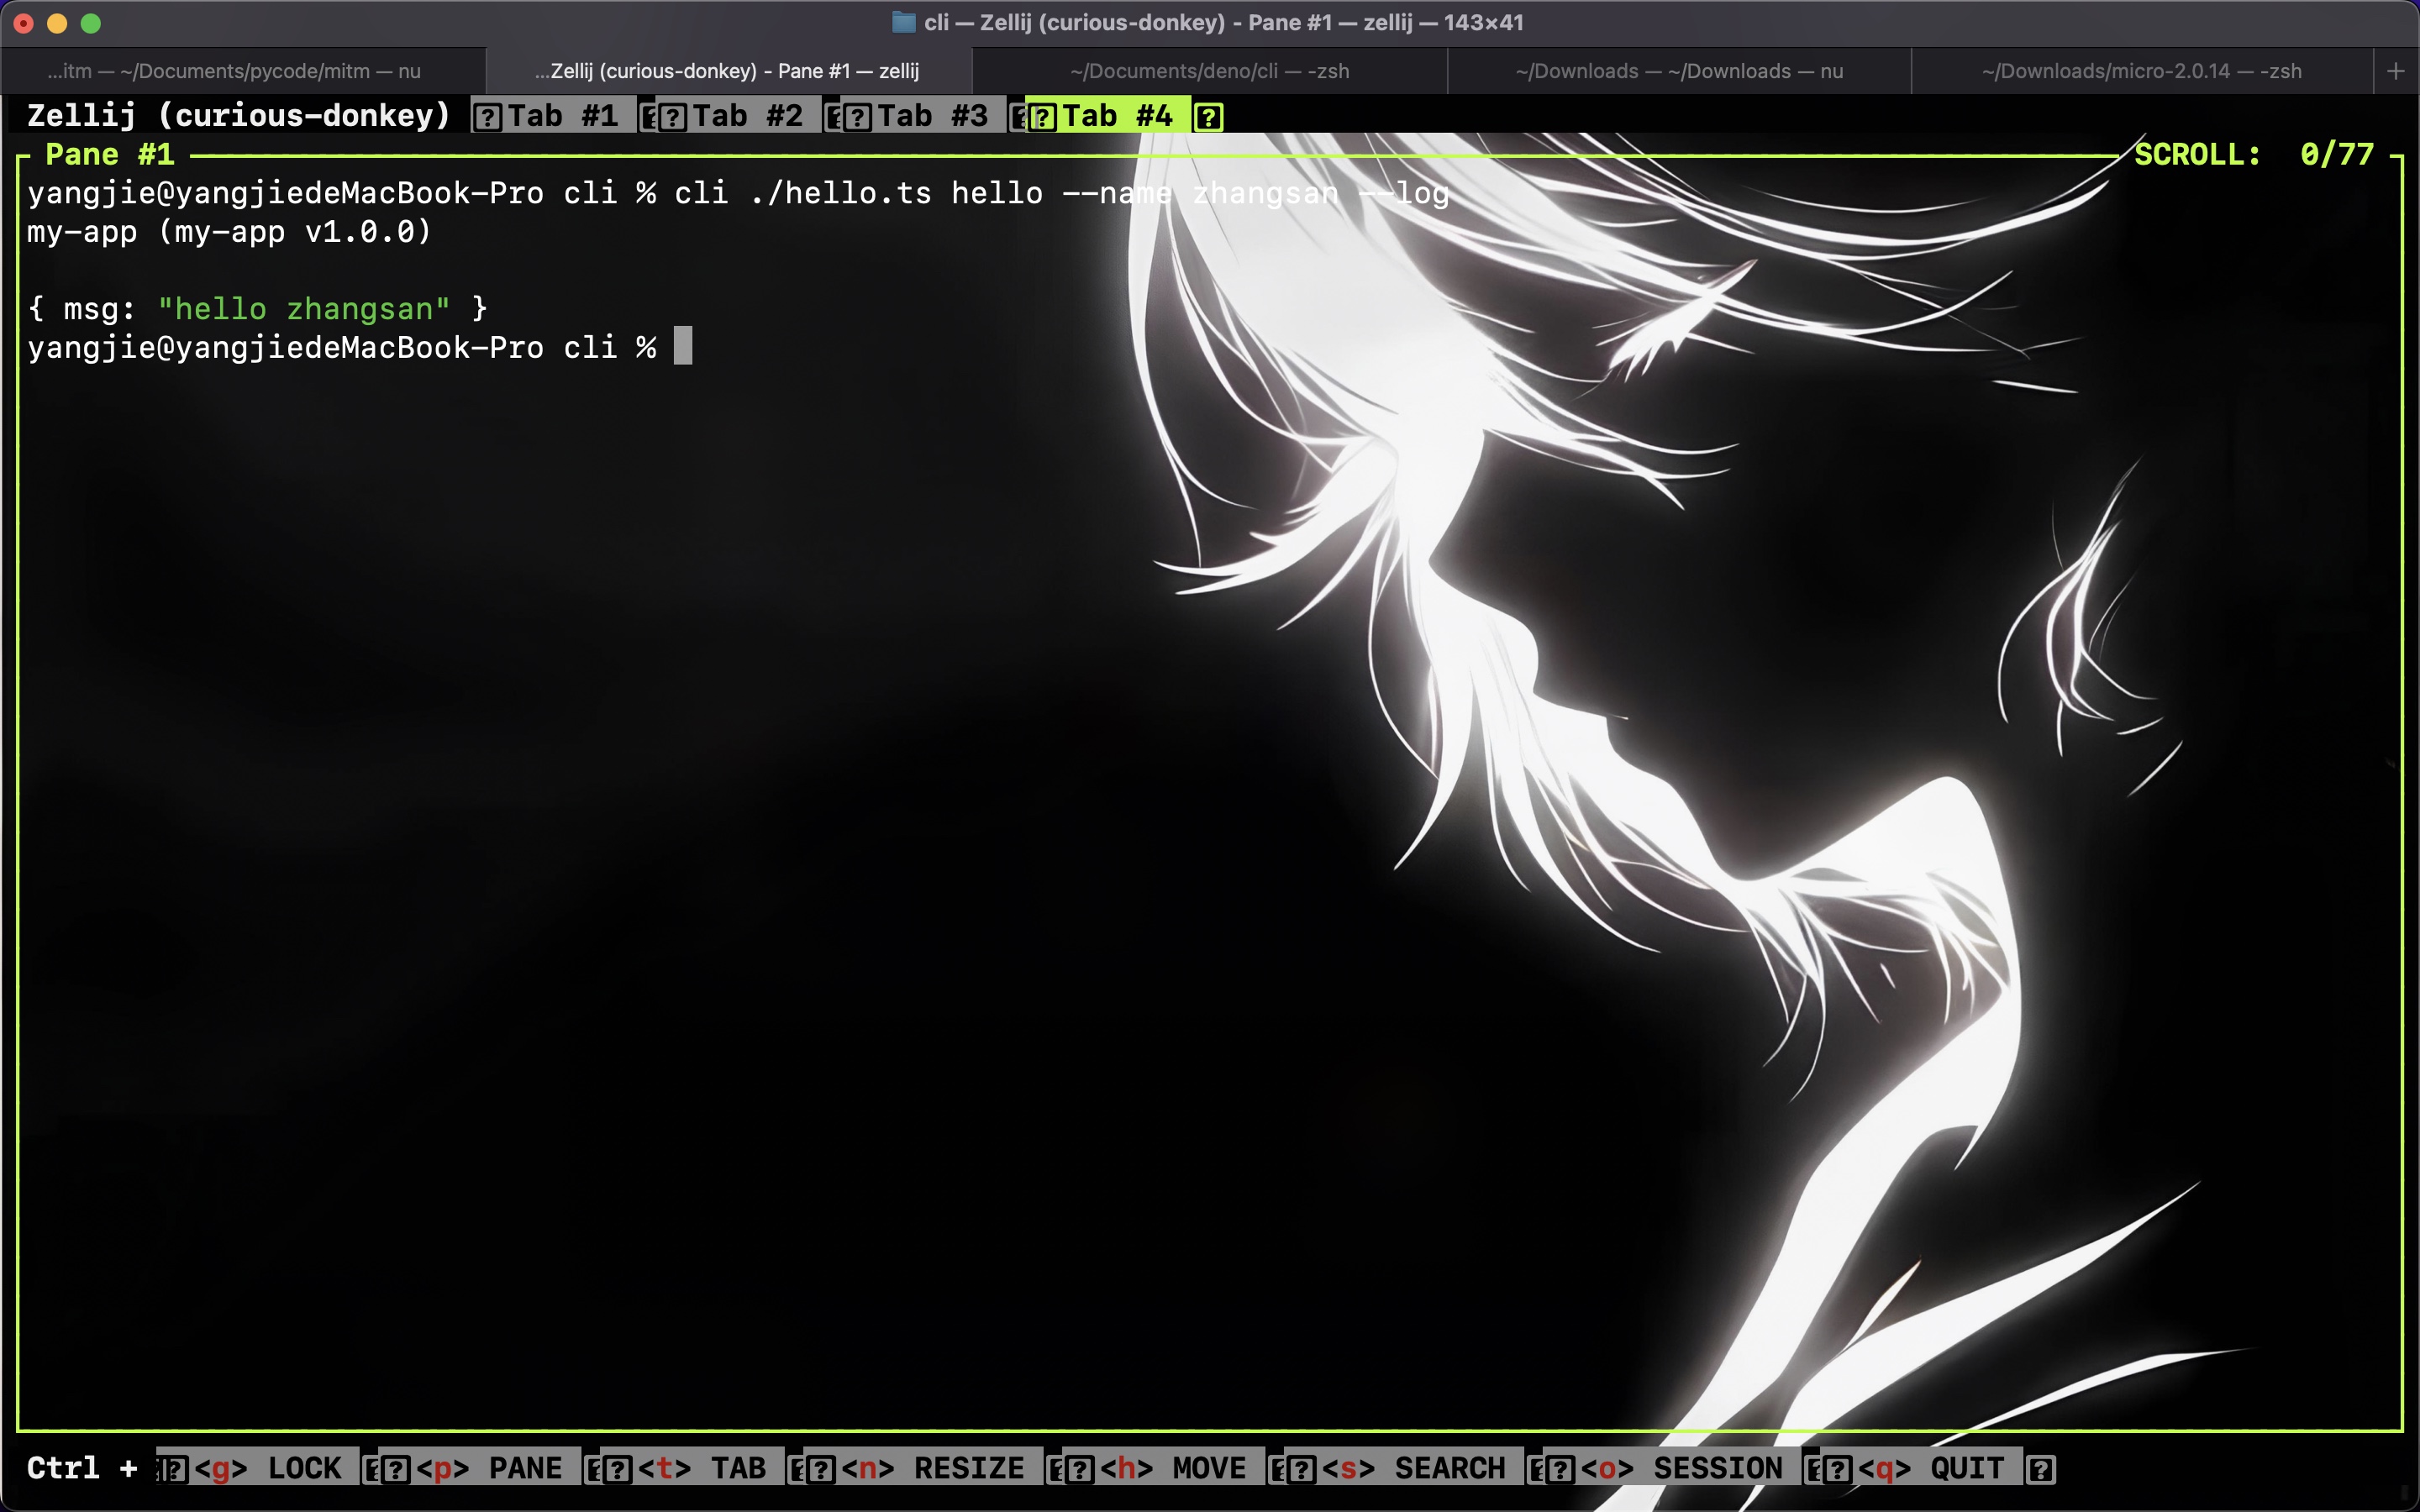 cli — Zellij (curious-donkey) - Pane #1 — zellij — 143×41
...itm — ~/Documents/pycode/mitm — nu
...Zellij (curious-donkey) - Pane #1 — zellij
~/Documents/deno/cli — -zsh
~/Downloads — ~/Downloads — nu
~/Downloads/micro-2.0.14 — -zsh
Zellij (curious-donkey) Tab #1 Tab #2 Tab #3 Tab #4
Pane #1 SCROLL: 0/77
yangjie@yangjiedeMacBook-Pro cli % cli ./hello.ts hello --name zhangsan --log
my-app (my-app v1.0.0)
{ msg: "hello zhangsan" }
yangjie@yangjiedeMacBook-Pro cli %
Ctrl + <g> LOCK <p> PANE <t> TAB <n> RESIZE <h> MOVE <s> SEARCH <o> SESSION <q> QUIT